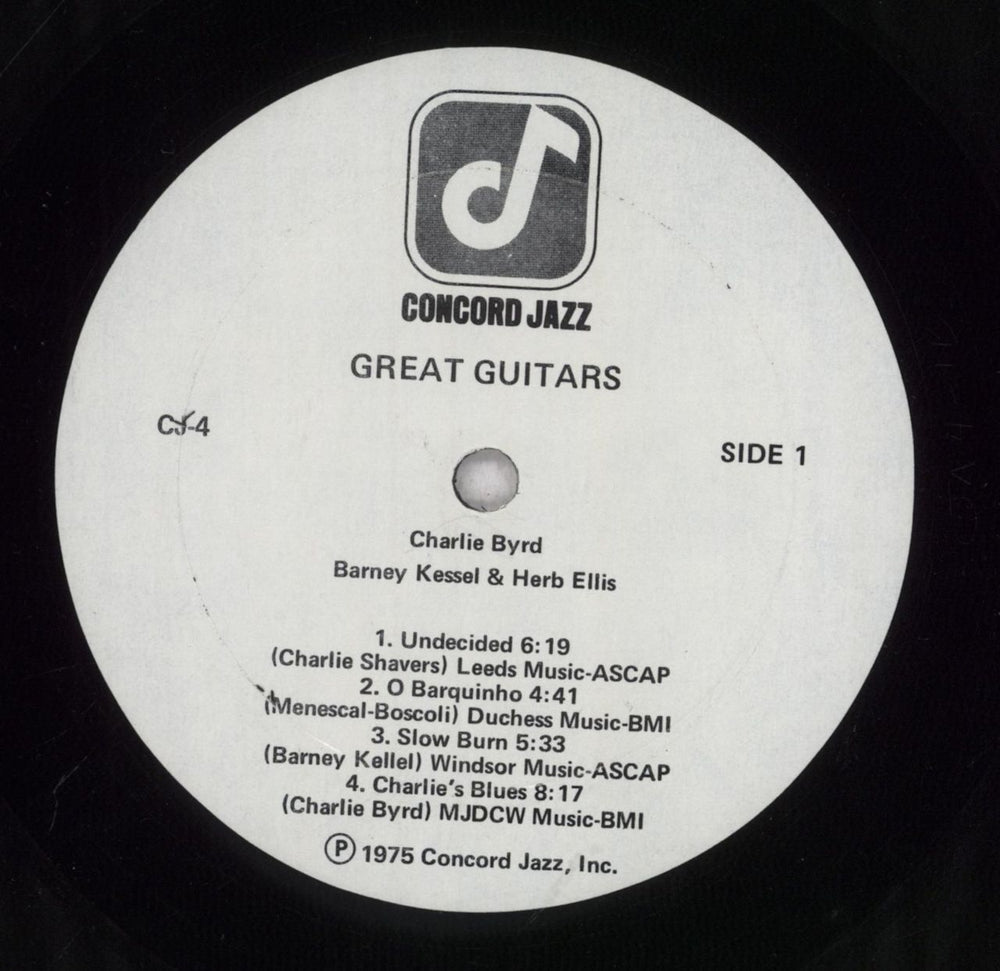 CONCORD JAZZ
GREAT GUITARS
CJ-4
SIDE 1
Charlie Byrd
Barney Kessel & Herb Ellis
1. Undecided 6:19
(Charlie Shavers) Leeds Music-ASCAP
2. O Barquinho 4:41
(Menescal-Boscoli) Duchess Music-BMI
3. Slow Burn 5:33
(Barney Kellel) Windsor Music-ASCAP
4. Charlie's Blues 8:17
(Charlie Byrd) MJDCW Music-BMI
Ⓟ 1975 Concord Jazz, Inc.